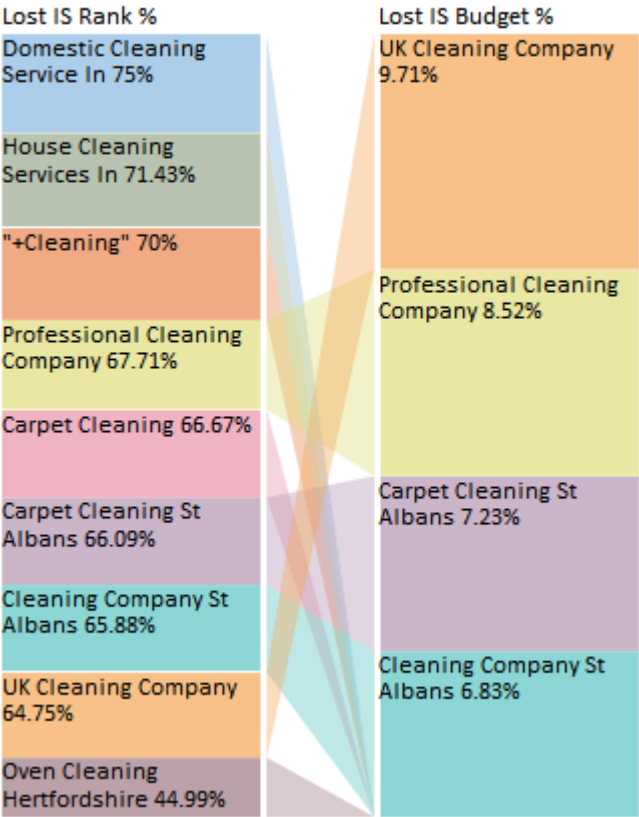 Lost IS Rank %
Domestic Cleaning
Service In 75%
House Cleaning
Services In 71.43%
"+Cleaning" 70%
Professional Cleaning
Company 67.71%
Carpet Cleaning 66.67%
Carpet Cleaning St
Albans 66.09%
Cleaning Company St
Albans 65.88%
UK Cleaning Company
64.75%
Oven Cleaning
Hertfordshire 44.99%
Lost IS Budget %
UK Cleaning Company
9.71%
Professional Cleaning
Company 8.52%
Carpet Cleaning St
Albans 7.23%
Cleaning Company St
Albans 6.83%